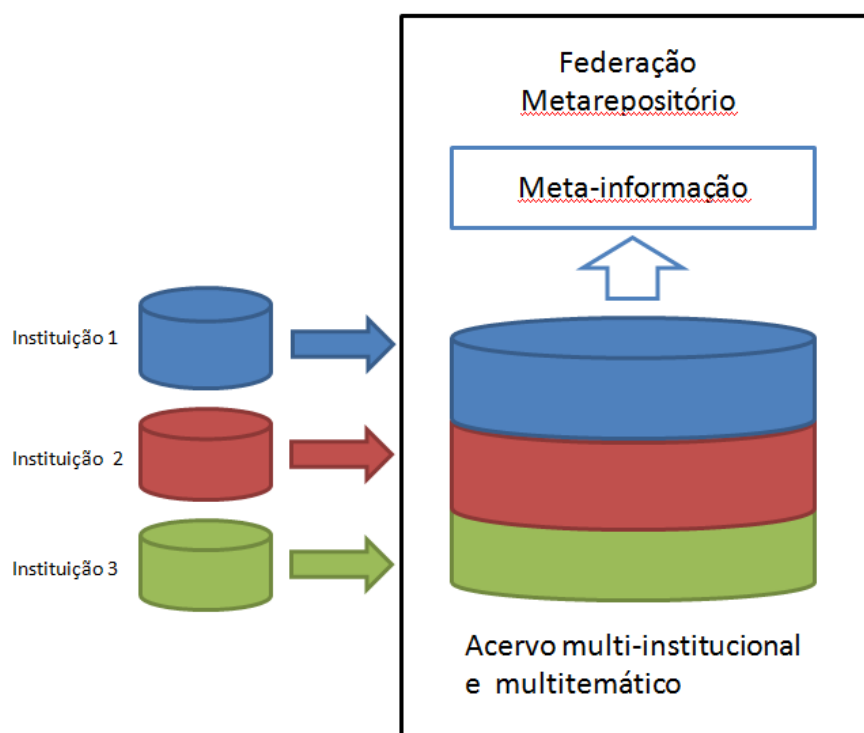 Federação
Metarepositório
Meta-informação
Instituição 1
Instituição 2
Instituição 3
Acervo multi-institucional
e multitemático